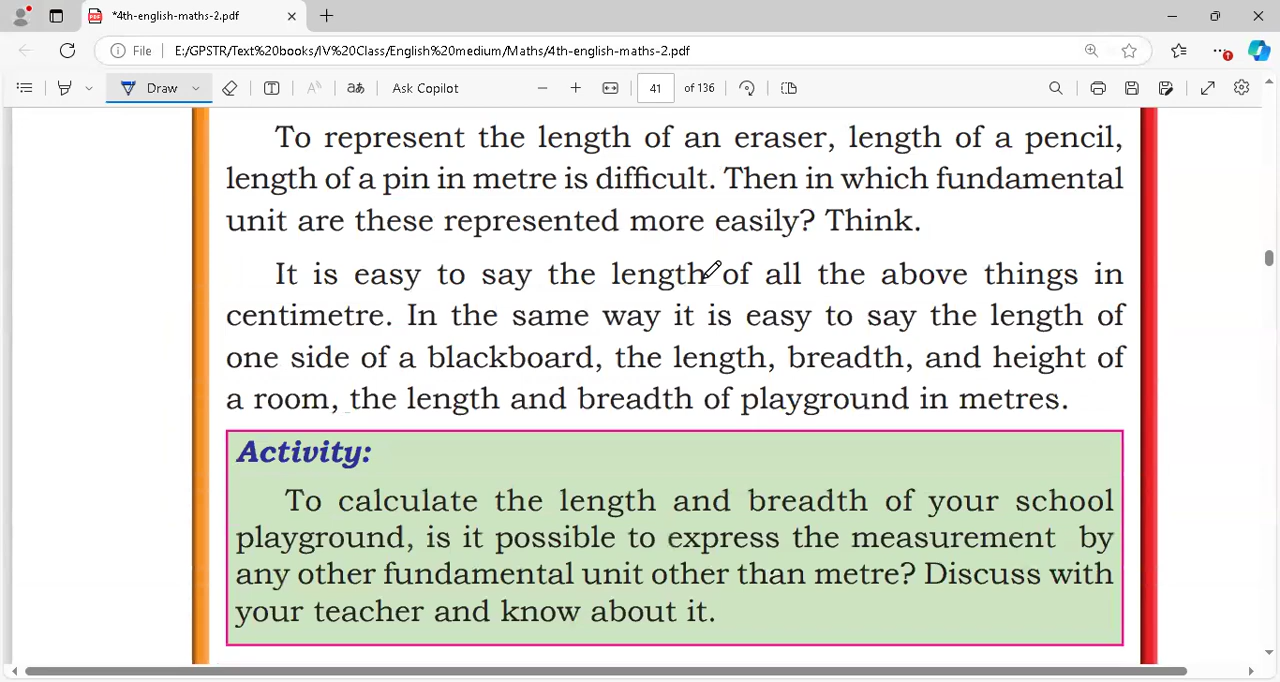 *4th-english-maths-2.pdf
File E:/GPSTR/Text%20books/IV%20Class/English%20medium/Maths/4th-english-maths-2.pdf
Draw aあ Ask Copilot 41 of 136
To represent the length of an eraser, length of a pencil,
length of a pin in metre is difficult. Then in which fundamental
unit are these represented more easily? Think.
It is easy to say the length of all the above things in
centimetre. In the same way it is easy to say the length of
one side of a blackboard, the length, breadth, and height of
a room, the length and breadth of playground in metres.
Activity:
To calculate the length and breadth of your school
playground, is it possible to express the measurement by
any other fundamental unit other than metre? Discuss with
your teacher and know about it.